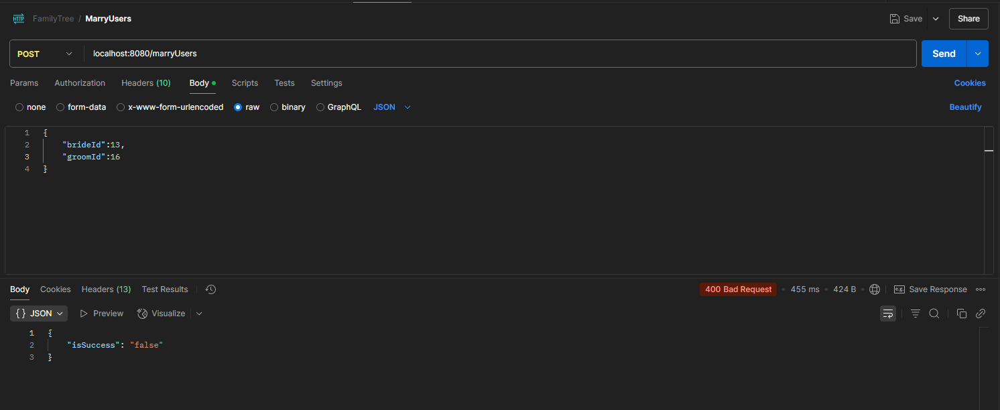 HTTP FamilyTree / MarryUsers Save Share
POST localhost:8080/marryUsers Send
Params Authorization Headers (10) Body Scripts Tests Settings Cookies
none form-data x-www-form-urlencoded raw binary GraphQL JSON Beautify
1 {
2 "brideId":13,
3 "groomId":16
4 }
Body Cookies Headers (13) Test Results 400 Bad Request 455 ms 424 B e.g. Save Response
{} JSON Preview Visualize
1 {
2 "isSuccess": "false"
3 }